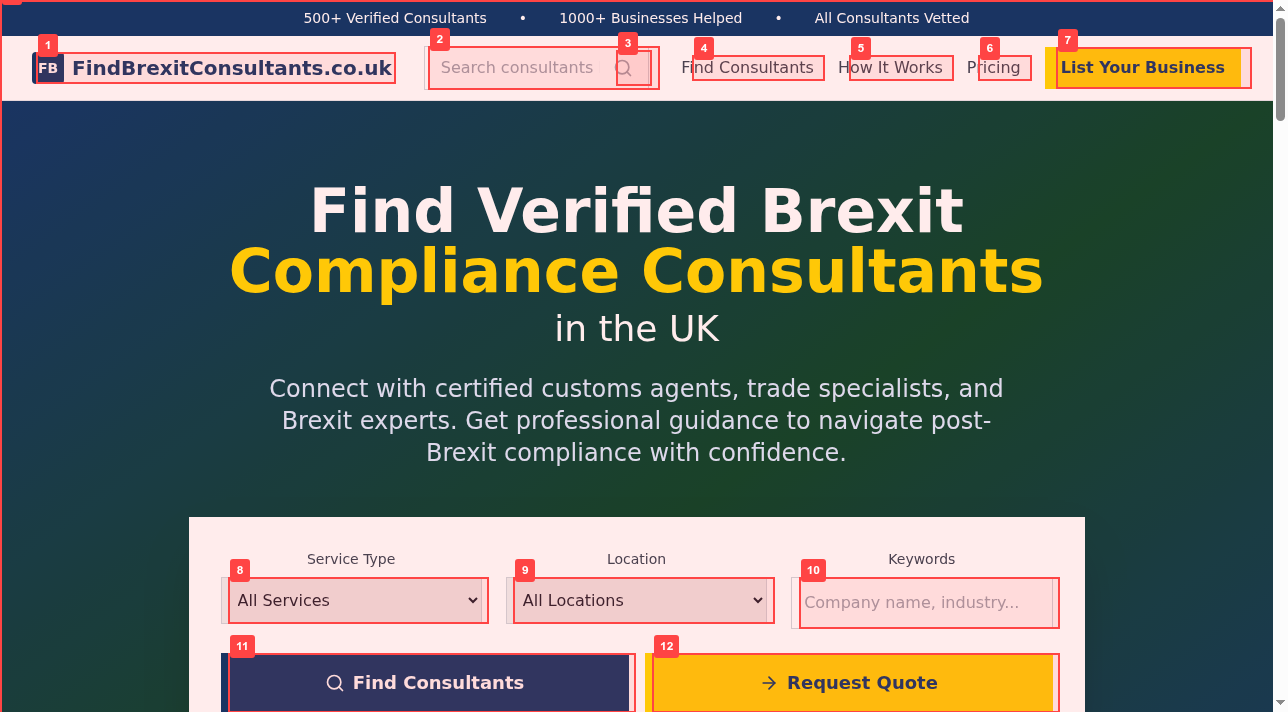 500+ Verified Consultants • 1000+ Businesses Helped • All Consultants Vetted
1 2 3 4 5 6 7
FB FindBrexitConsultants.co.uk Search consultants Find Consultants How It Works Pricing List Your Business
Find Verified Brexit
Compliance Consultants
in the UK
Connect with certified customs agents, trade specialists, and
Brexit experts. Get professional guidance to navigate post-
Brexit compliance with confidence.
Service Type Location Keywords
8 9 10
All Services All Locations Company name, industry...
11 12
Find Consultants Request Quote